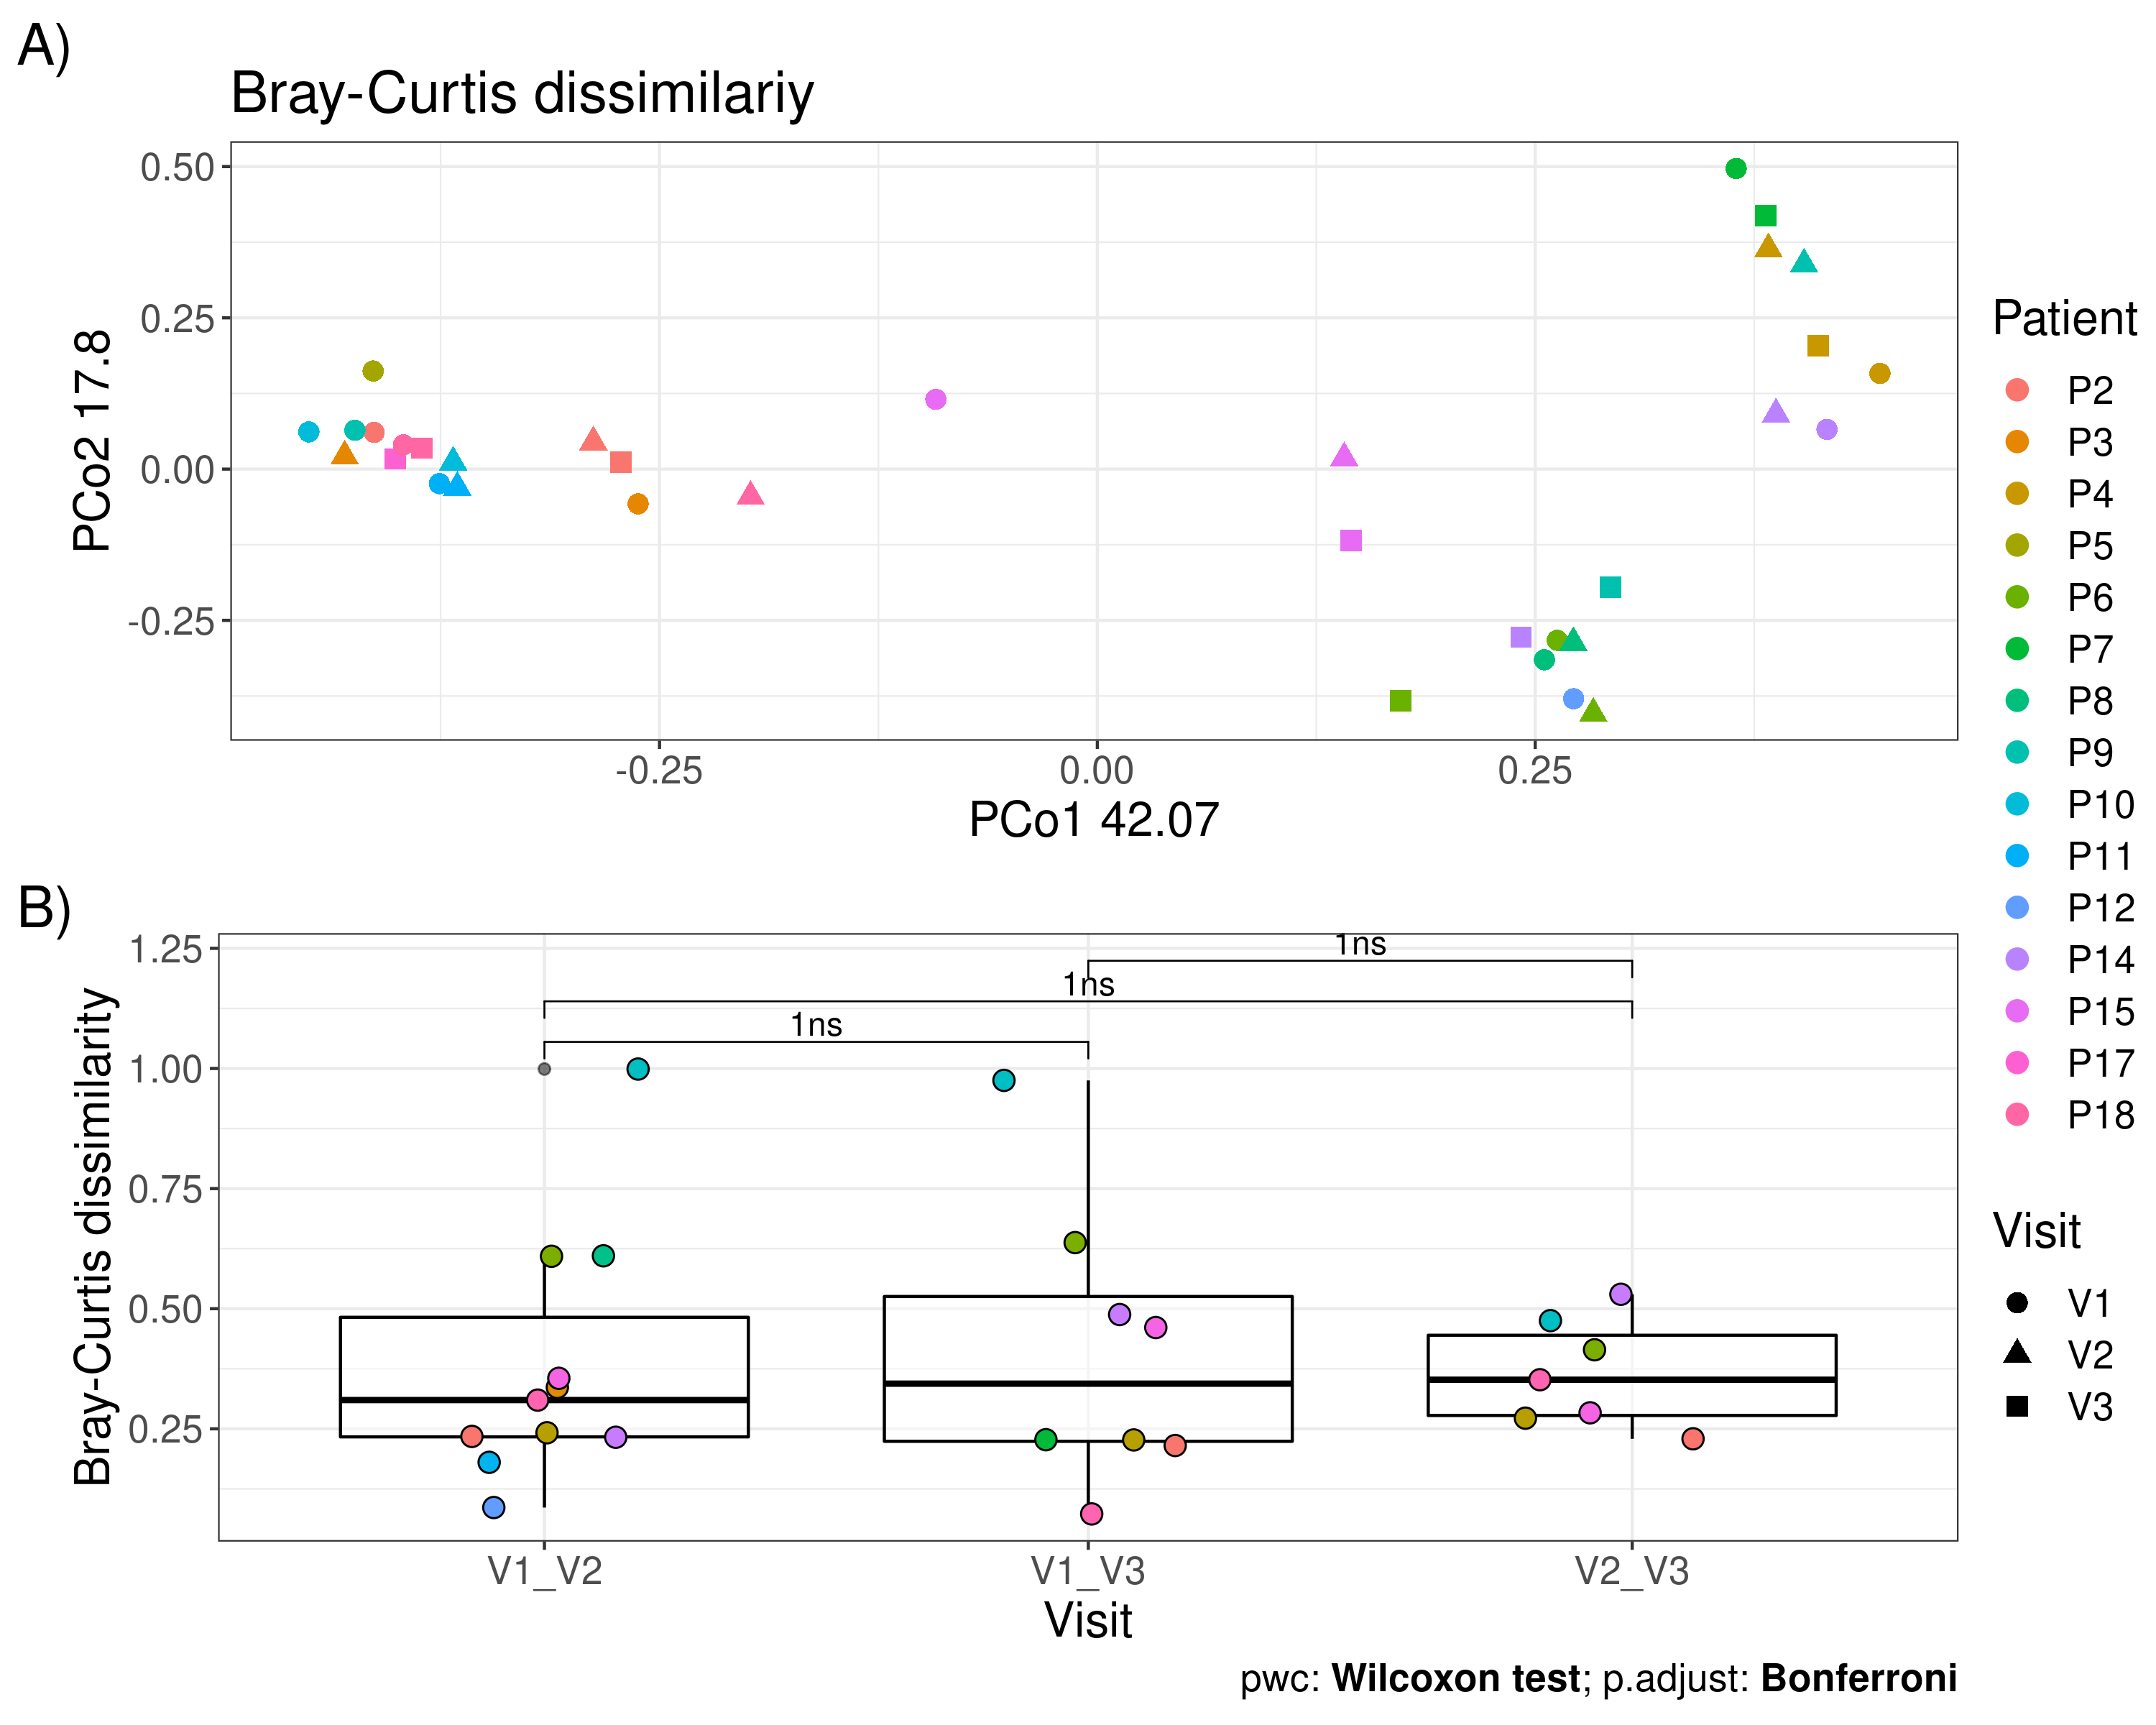 A)
Bray-Curtis dissimilariy
0.50
0.25
0.00
-0.25
PCo2 17.8
-0.25 0.00 0.25
PCo1 42.07
Patient
P2
P3
P4
P5
P6
P7
P8
P9
P10
P11
P12
P14
P15
P17
P18
Visit
V1
V2
V3
B)
1.25
1.00
0.75
0.50
0.25
Bray-Curtis dissimilarity
1ns
1ns
1ns
V1_V2 V1_V3 V2_V3
Visit
pwc: Wilcoxon test; p.adjust: Bonferroni